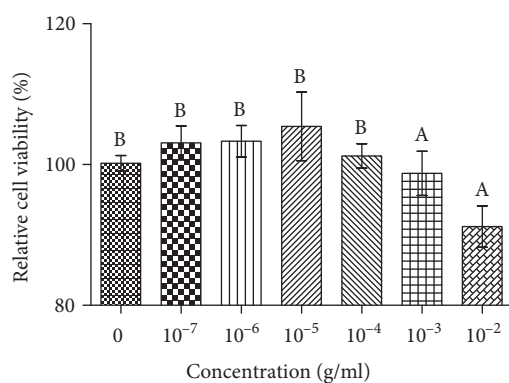 120
100
80
Relative cell viability (%)
B B B B B A A
0 10⁻⁷ 10⁻⁶ 10⁻⁵ 10⁻⁴ 10⁻³ 10⁻²
Concentration (g/ml)